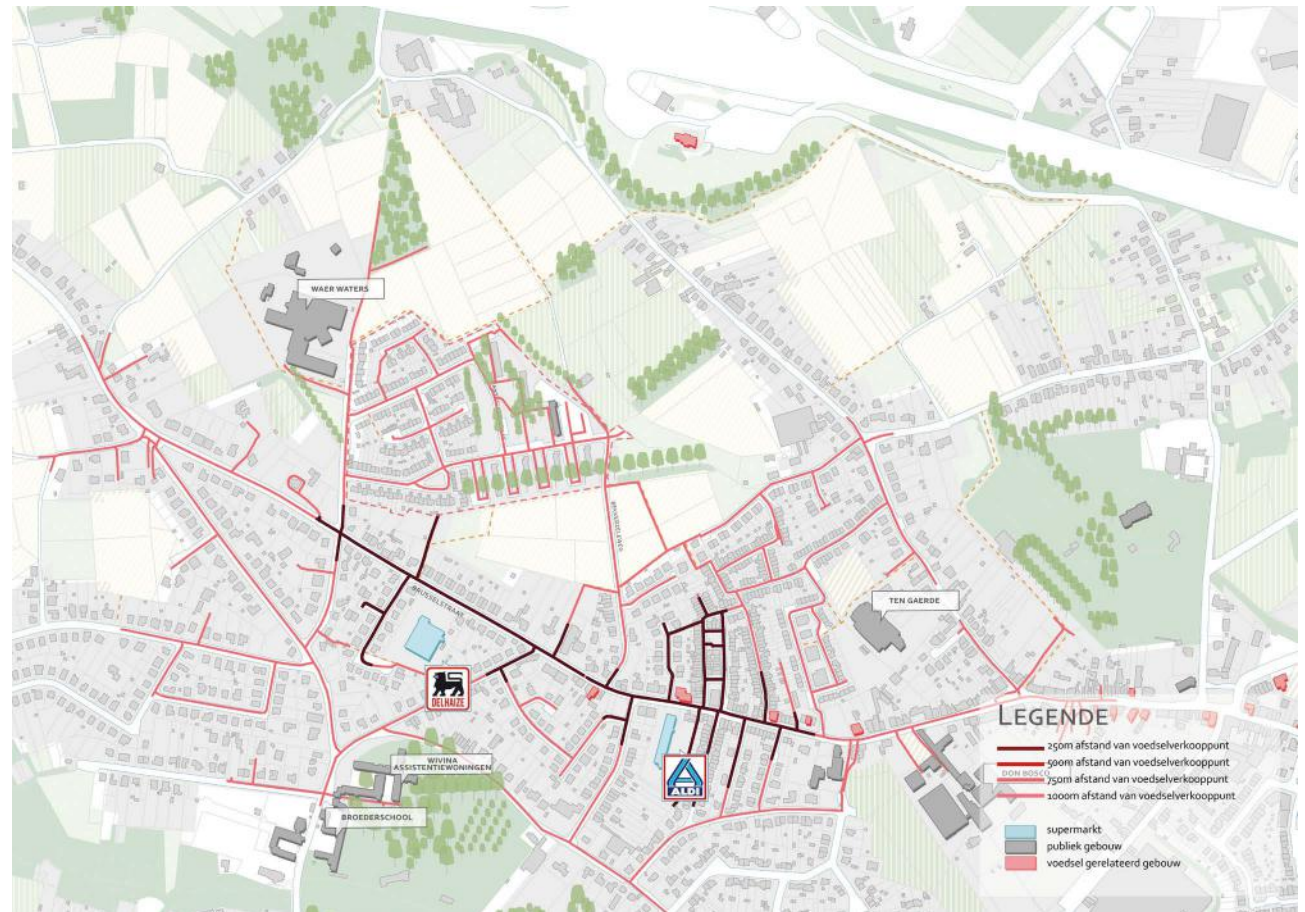 WAER WATERS
BRUSSELSTRAAT
TEN GAERDE
DELHAIZE
WIVINA
ASSISTENTIEWONINGEN
BROEDERSCHOOL
ALDI
LEGENDE
250m afstand van voedselverkooppunt
500m afstand van voedselverkooppunt
DON BOSCO
750m afstand van voedselverkooppunt
1000m afstand van voedselverkooppunt
supermarkt
publiek gebouw
voedsel gerelateerd gebouw